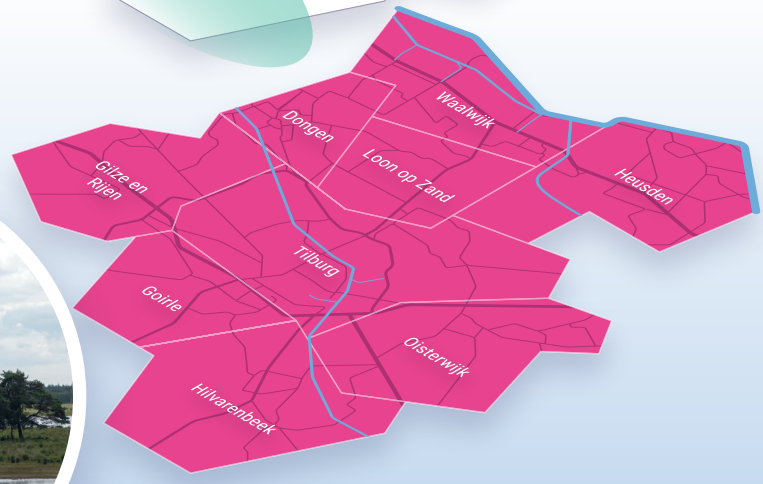 Waalwijk
Dongen
Loon op Zand
Heusden
Gilze en
Rijen
Tilburg
Goirle
Oisterwijk
Hilvarenbeek